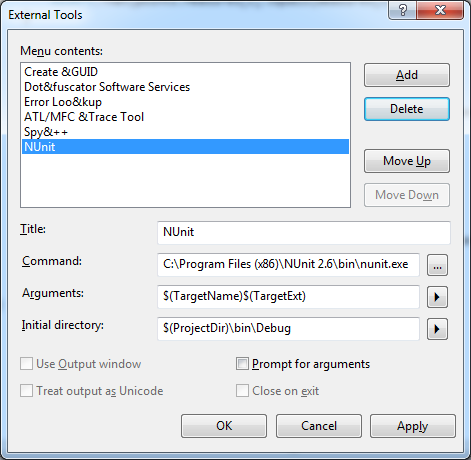 External Tools
Menu contents:
Create &GUID
Dot&fuscator Software Services
Error Loo&kup
ATL/MFC &Trace Tool
Spy&++
NUnit
Add
Delete
Move Up
Move Down
Title:
NUnit
Command:
C:\Program Files (x86)\NUnit 2.6\bin\nunit.exe
...
Arguments:
$(TargetName)$(TargetExt)
Initial directory:
$(ProjectDir)\bin\Debug
Use Output window
Prompt for arguments
Treat output as Unicode
Close on exit
OK
Cancel
Apply